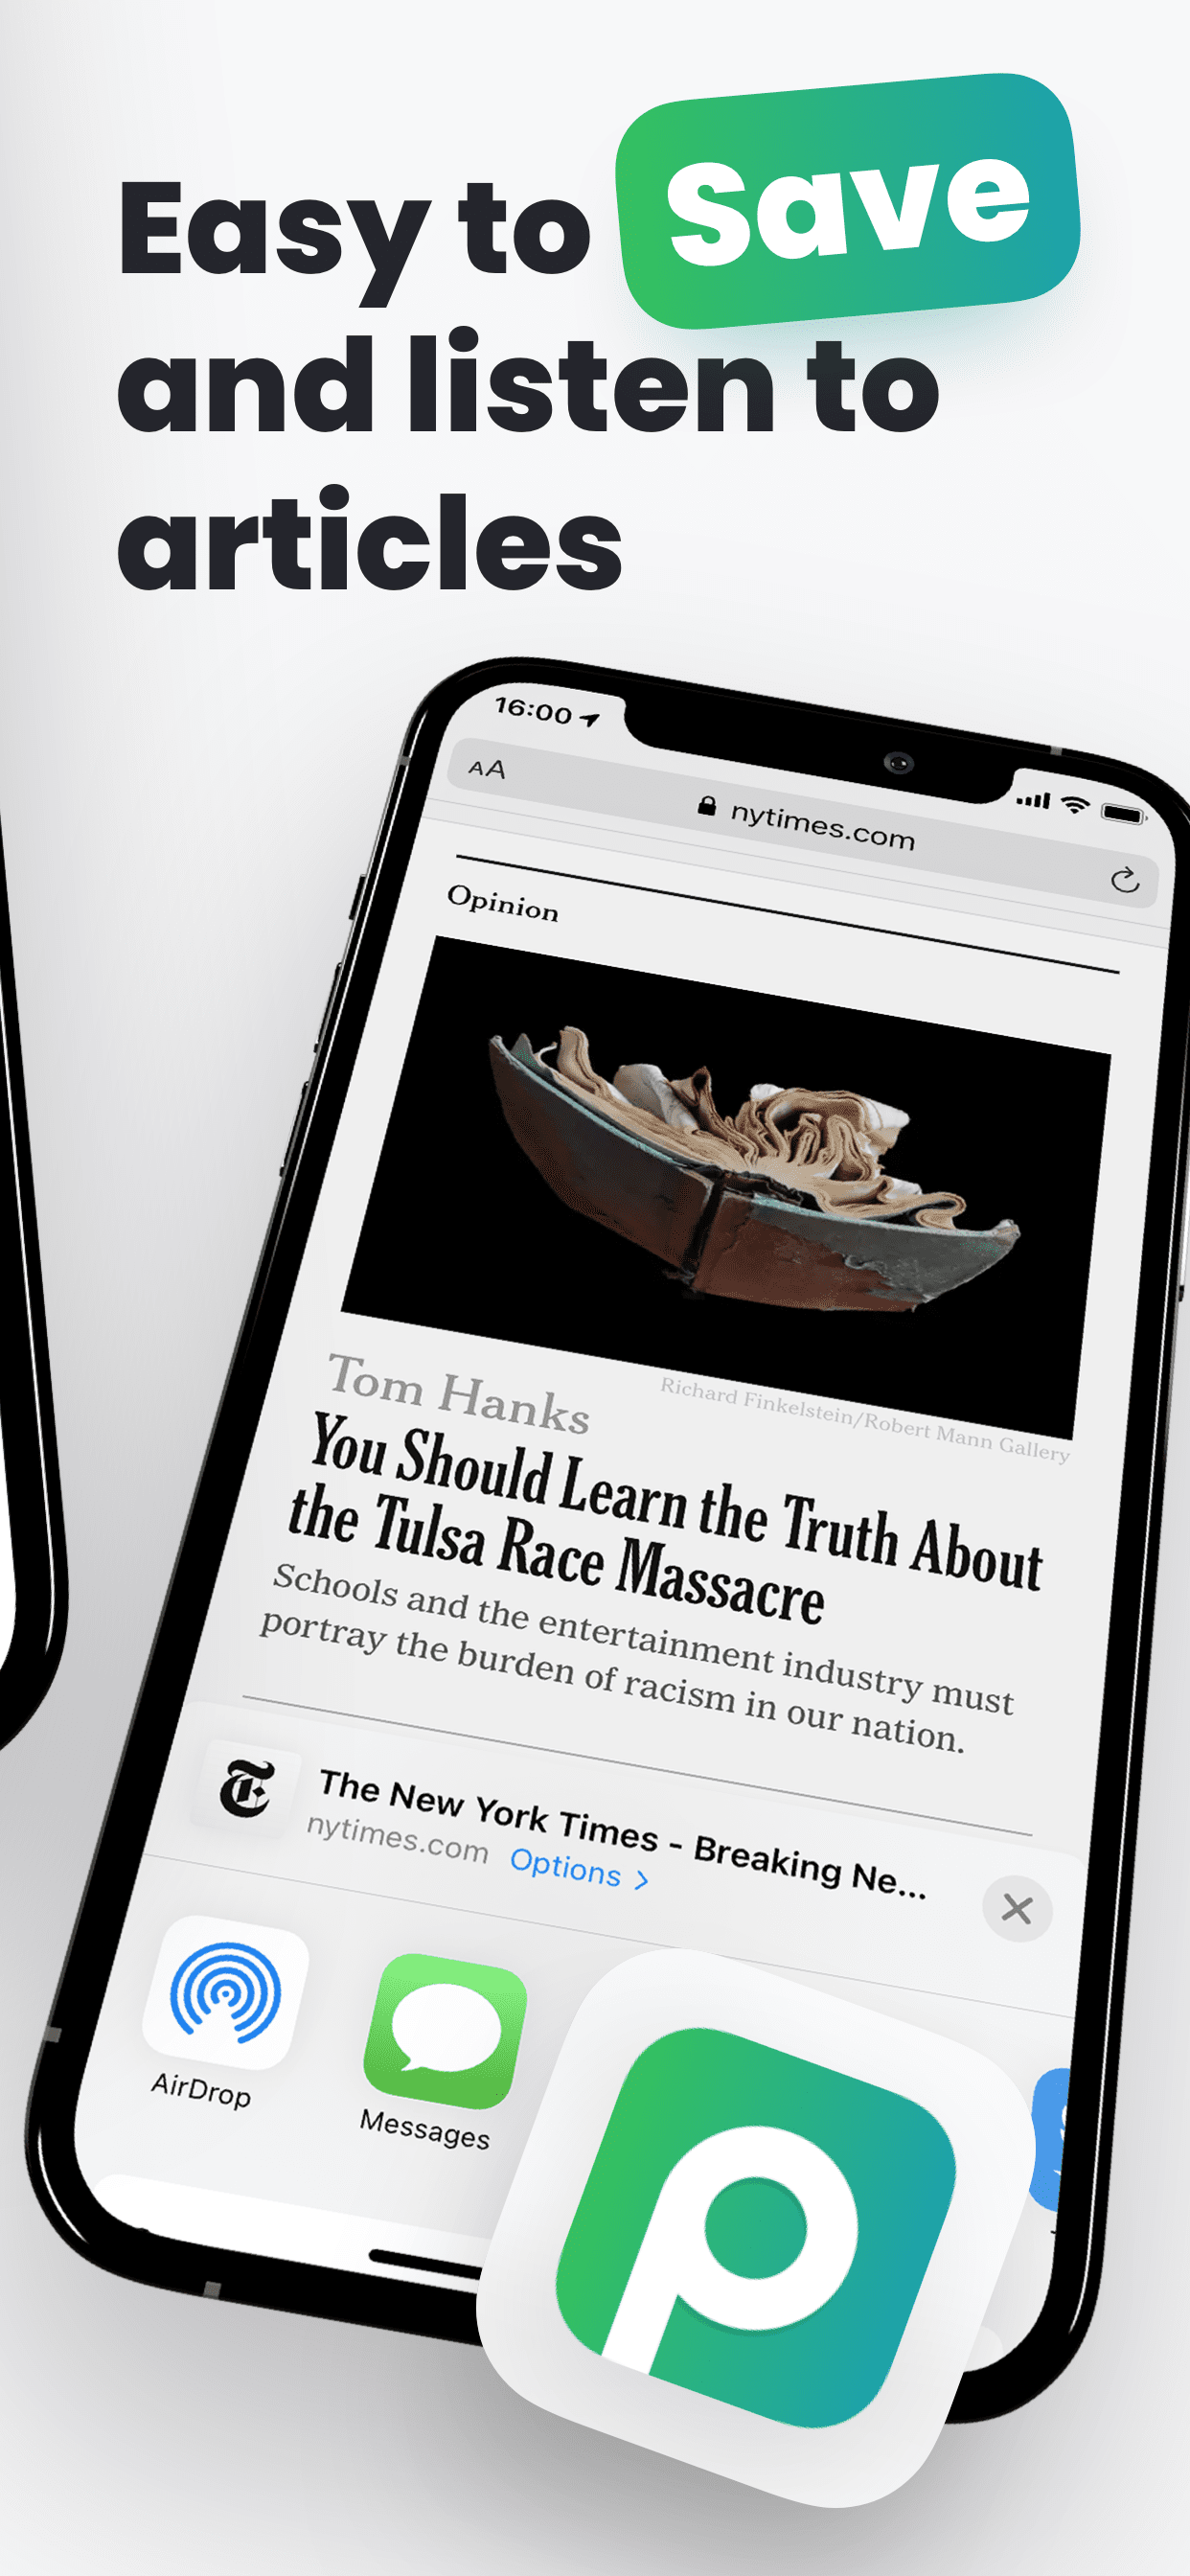 Easy to Save
and listen to
articles
16:00
AA
nytimes.com
Opinion
Richard Finkelstein/Robert Mann Gallery
Tom Hanks
You Should Learn the Truth About
the Tulsa Race Massacre
Schools and the entertainment industry must
portray the burden of racism in our nation.
The New York Times - Breaking Ne...
nytimes.com Options >
AirDrop
Messages